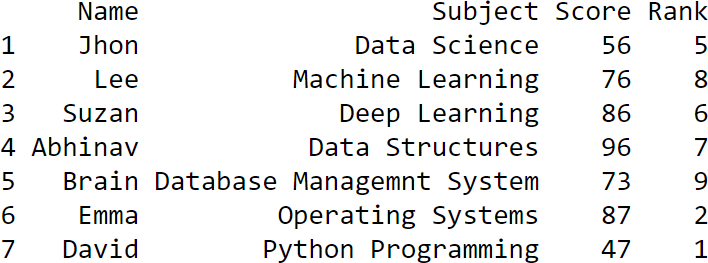 Name Subject Score Rank
1 Jhon Data Science 56 5
2 Lee Machine Learning 76 8
3 Suzan Deep Learning 86 6
4 Abhinav Data Structures 96 7
5 Brain Database Managemnt System 73 9
6 Emma Operating Systems 87 2
7 David Python Programming 47 1